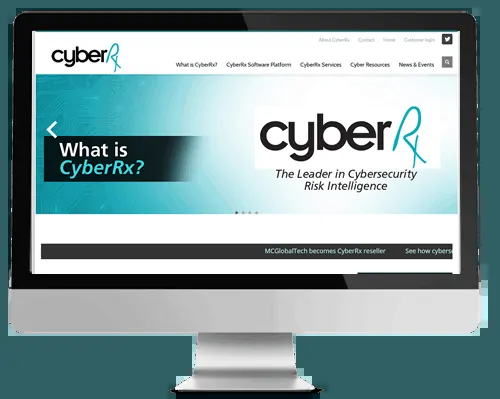 About CyberRx Contact Home Customer login
cyberRx
What is CyberRx? CyberRx Software Platform CyberRx Services Cyber Resources News & Events
What is
CyberRx?
cyberRx
The Leader in Cybersecurity
Risk Intelligence
MCGlobalTech becomes CyberRx reseller See how cyberse